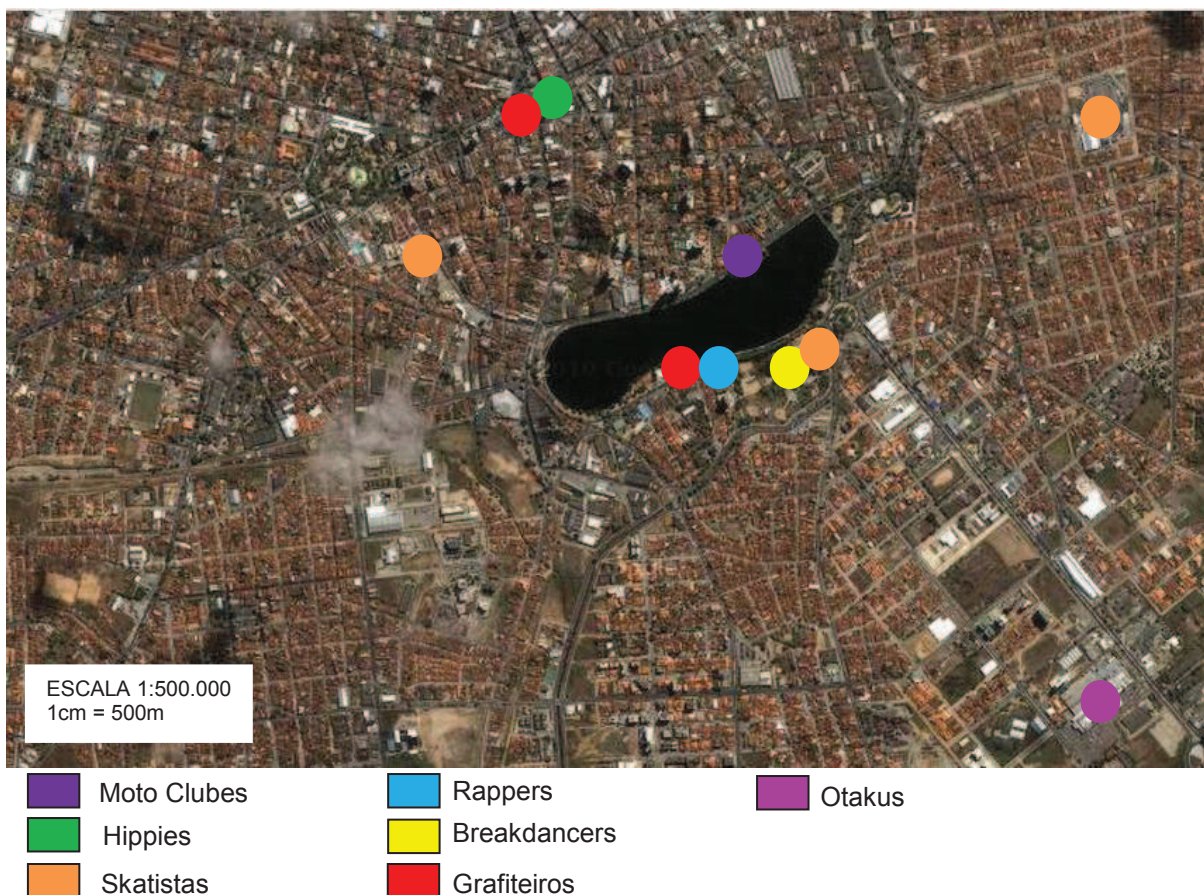 ESCALA 1:500.000
1cm = 500m
Moto Clubes
Rappers
Otakus
Hippies
Breakdancers
Skatistas
Grafiteiros